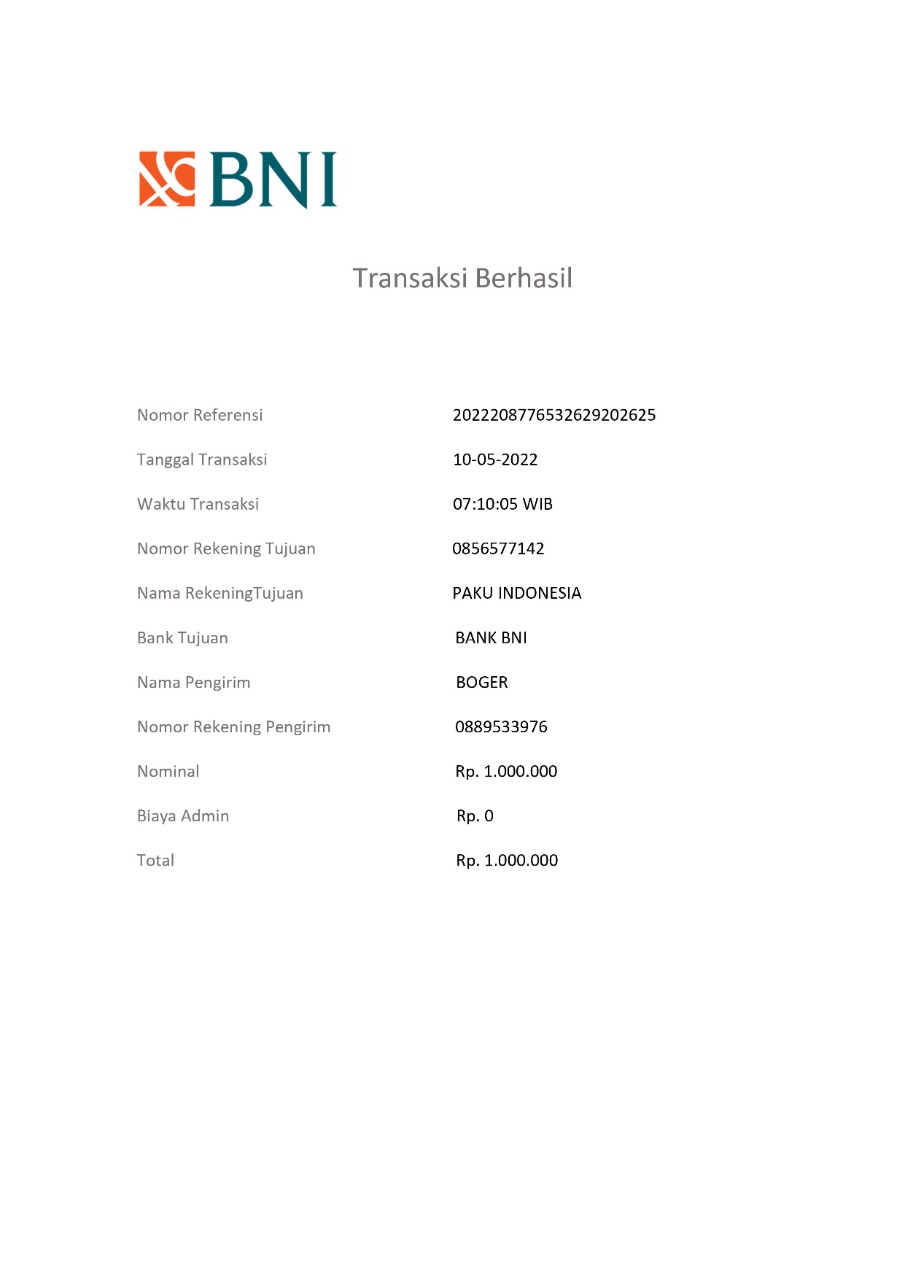 BNI
Transaksi Berhasil
Nomor Referensi 2022208776532629202625
Tanggal Transaksi 10-05-2022
Waktu Transaksi 07:10:05 WIB
Nomor Rekening Tujuan 0856577142
Nama RekeningTujuan PAKU INDONESIA
Bank Tujuan BANK BNI
Nama Pengirim BOGER
Nomor Rekening Pengirim 0889533976
Nominal Rp. 1.000.000
Biaya Admin Rp. 0
Total Rp. 1.000.000